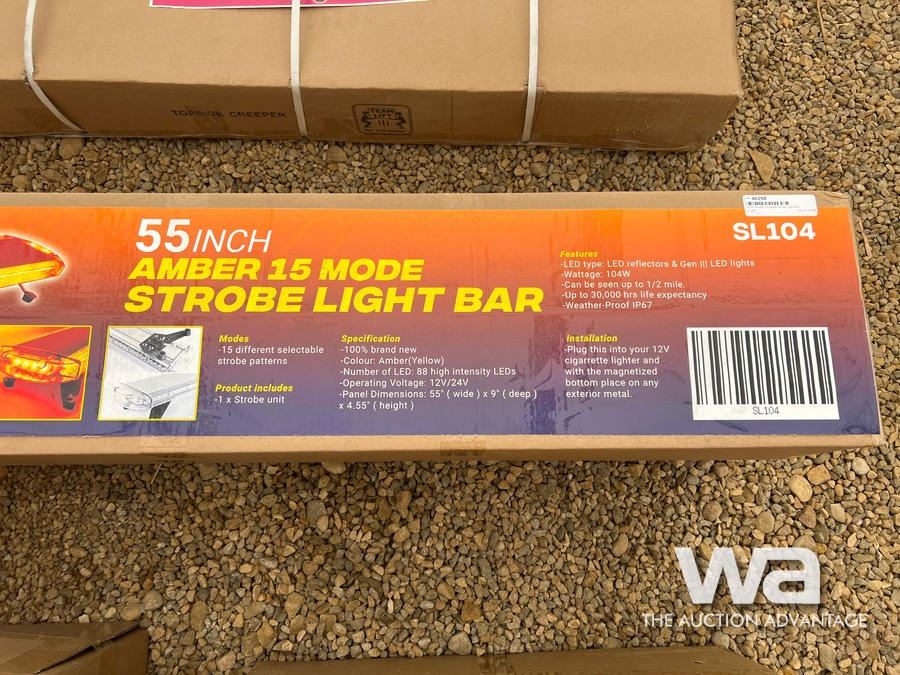 TOPSIDE CREEPER
TEAM
LIFT
55 INCH
AMBER 15 MODE
STROBE LIGHT BAR
SL104
Features
-LED type: LED reflectors & Gen ||| LED lights
-Wattage: 104W
-Can be seen up to 1/2 mile.
-Up to 30,000 hrs life expectancy
-Weather-Proof IP67
Modes
-15 different selectable
strobe patterns
Product includes
-1 x Strobe unit
Specification
-100% brand new
-Colour: Amber(Yellow)
-Number of LED: 88 high intensity LEDs
-Operating Voltage: 12V/24V
-Panel Dimensions: 55" ( wide ) x 9" ( deep )
x 4.55" ( height )
Installation
-Plug this into your 12V
cigarrette lighter and
with the magnetized
bottom place on any
exterior metal.
SL104
wa
THE AUCTION ADVANTAGE